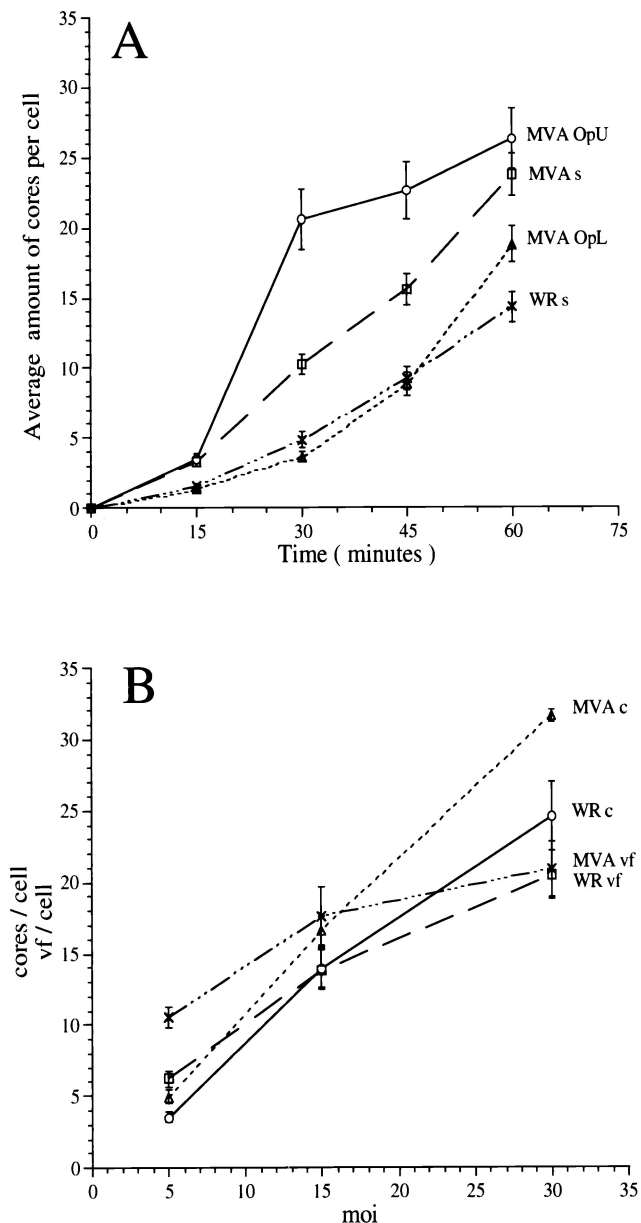 A
35
30
25
20
15
10
5
0
Average amount of cores per cell
MVA OpU
MVA s
MVA OpL
WR s
0 15 30 45 60 75
Time ( minutes )
B
35
30
25
20
15
10
5
0
cores / cell
vf / cell
MVA c
WR c
MVA vf
WR vf
0 5 10 15 20 25 30 35
moi